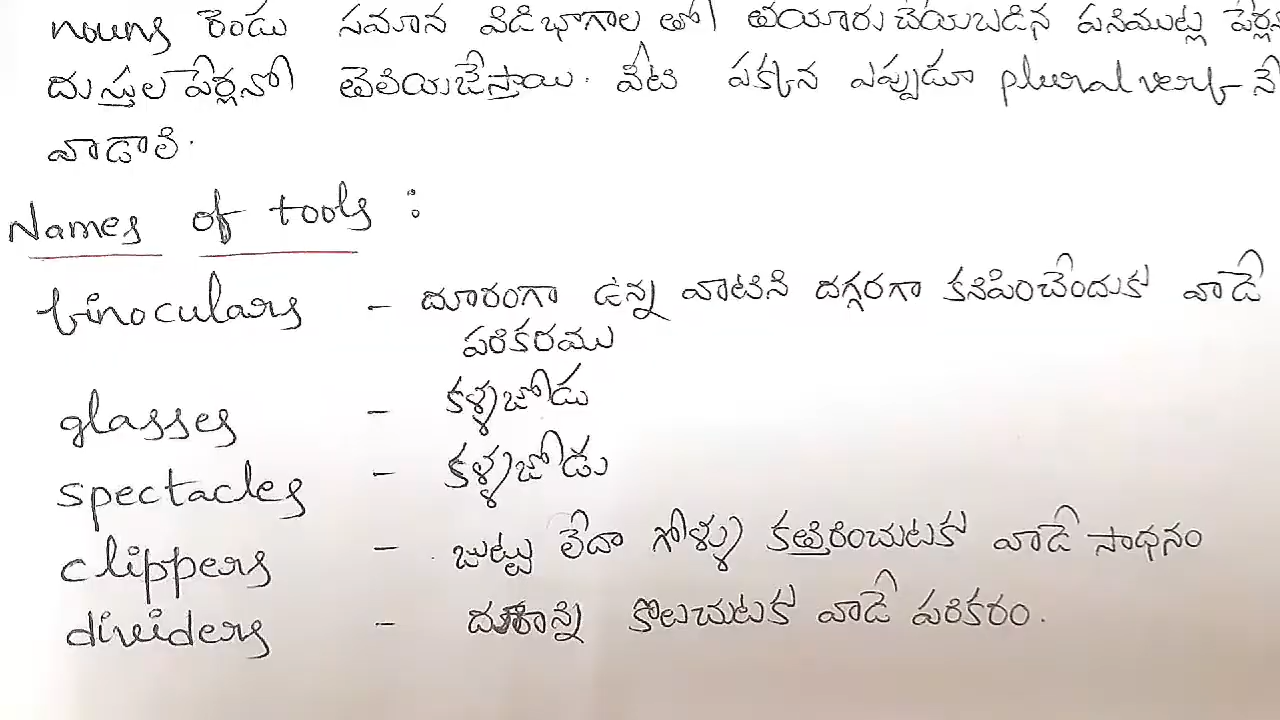 nouns రెండు సమాన విడిభాగాల తో తయారుచేయబడిన పనిముట్ల పేర్లనో
దుస్తుల పేర్లనో తెలియజేస్తాయి. వీటి పక్కన ఎప్పుడూ plural verb నే
వాడాలి.
Names of tools :
binoculars - దూరంగా ఉన్న వాటిని దగ్గరగా కనిపించేందుకు వాడే
పరికరము
glasses - కళ్ళజోడు
spectacles - కళ్ళజోడు
clippers - జుట్టు లేదా గోళ్ళు కత్తిరించుటకు వాడే సాధనం
dividers - దూరాన్ని కొలుచుటకు వాడే పరికరం.